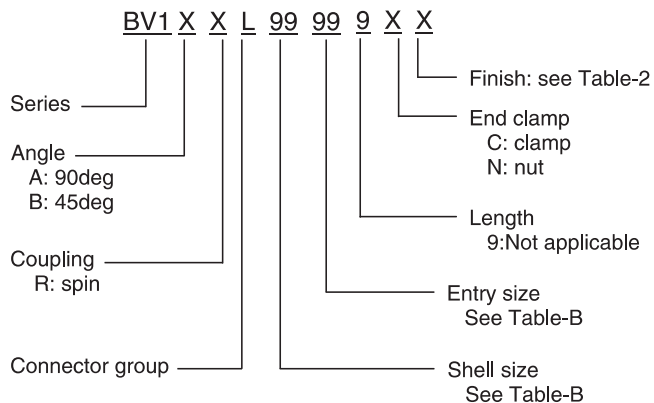 BV1 X X L 99 99 9 X X
Series
Angle
A: 90deg
B: 45deg
Coupling
R: spin
Connector group
Finish: see Table-2
End clamp
C: clamp
N: nut
Length
9:Not applicable
Entry size
See Table-B
Shell size
See Table-B